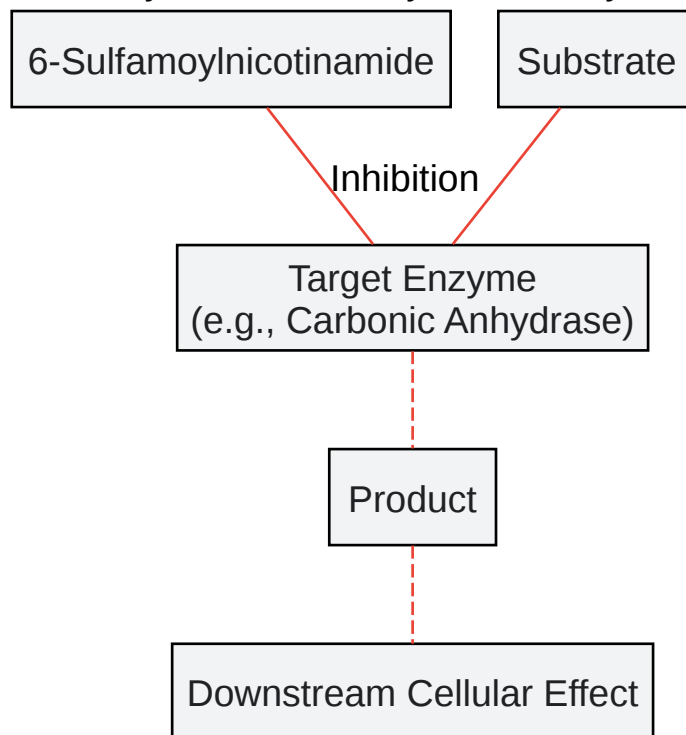 6-Sulfamoylnicotinamide
Substrate
Inhibition
Target Enzyme
(e.g., Carbonic Anhydrase)
Product
Downstream Cellular Effect